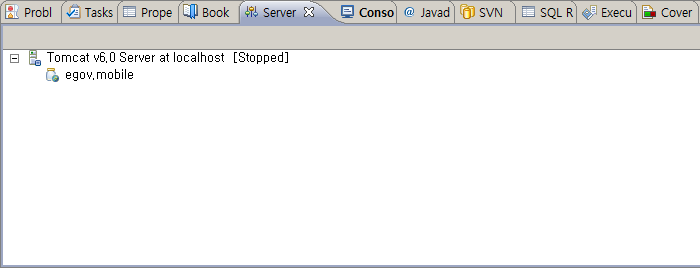 Probl Tasks Prope Book Server Conso @ Javad SVN SQL R Execu Cover
Tomcat v6,0 Server at localhost [Stopped]
egov,mobile